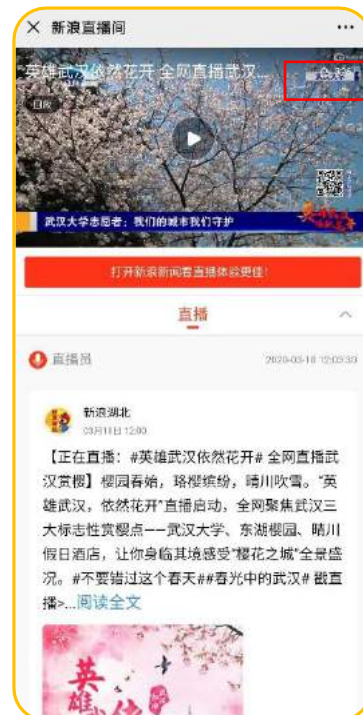 新浪直播间
英雄武汉依然花开 全网直播武汉...
回放
武汉大学志愿者：我们的城市我们守护
打开新浪新闻看直播体验更佳！
直播
直播员
2020-03-18 12:03:30
新浪湖北
03月18日 12:00
【正在直播：#英雄武汉依然花开# 全网直播武
汉赏樱】樱园春始，珞樱缤纷，晴川吹雪。“英
雄武汉，依然花开”直播启动，全网聚焦武汉三
大标志性赏樱点——武汉大学、东湖樱园、晴川
假日酒店，让你身临其境感受“樱花之城”全景盛
况。#不要错过这个春天##春光中的武汉# 戳直
播>...阅读全文
英雄